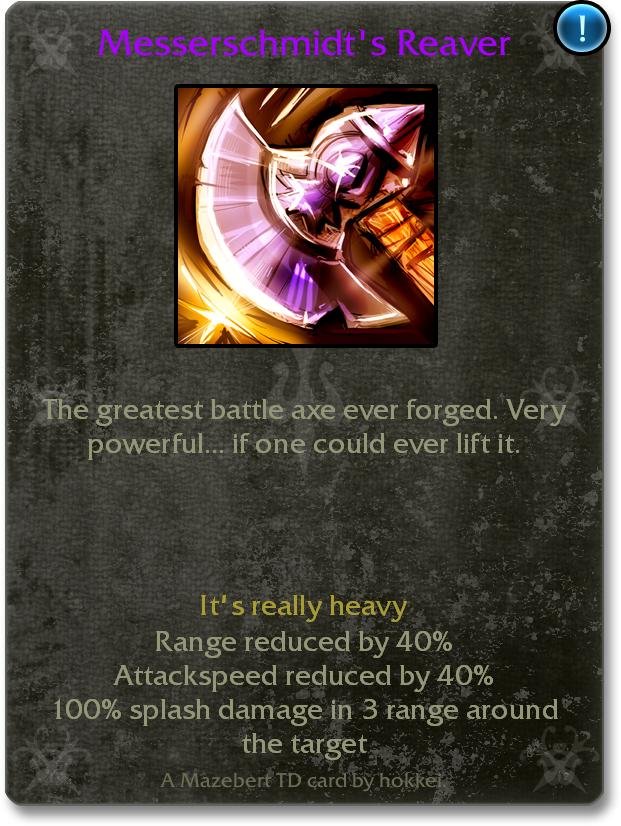 Messerschmidt's Reaver
!
The greatest battle axe ever forged. Very
powerful... if one could ever lift it.
It's really heavy
Range reduced by 40%
Attackspeed reduced by 40%
100% splash damage in 3 range around
the target
A Mazebert TD card by hokkei.